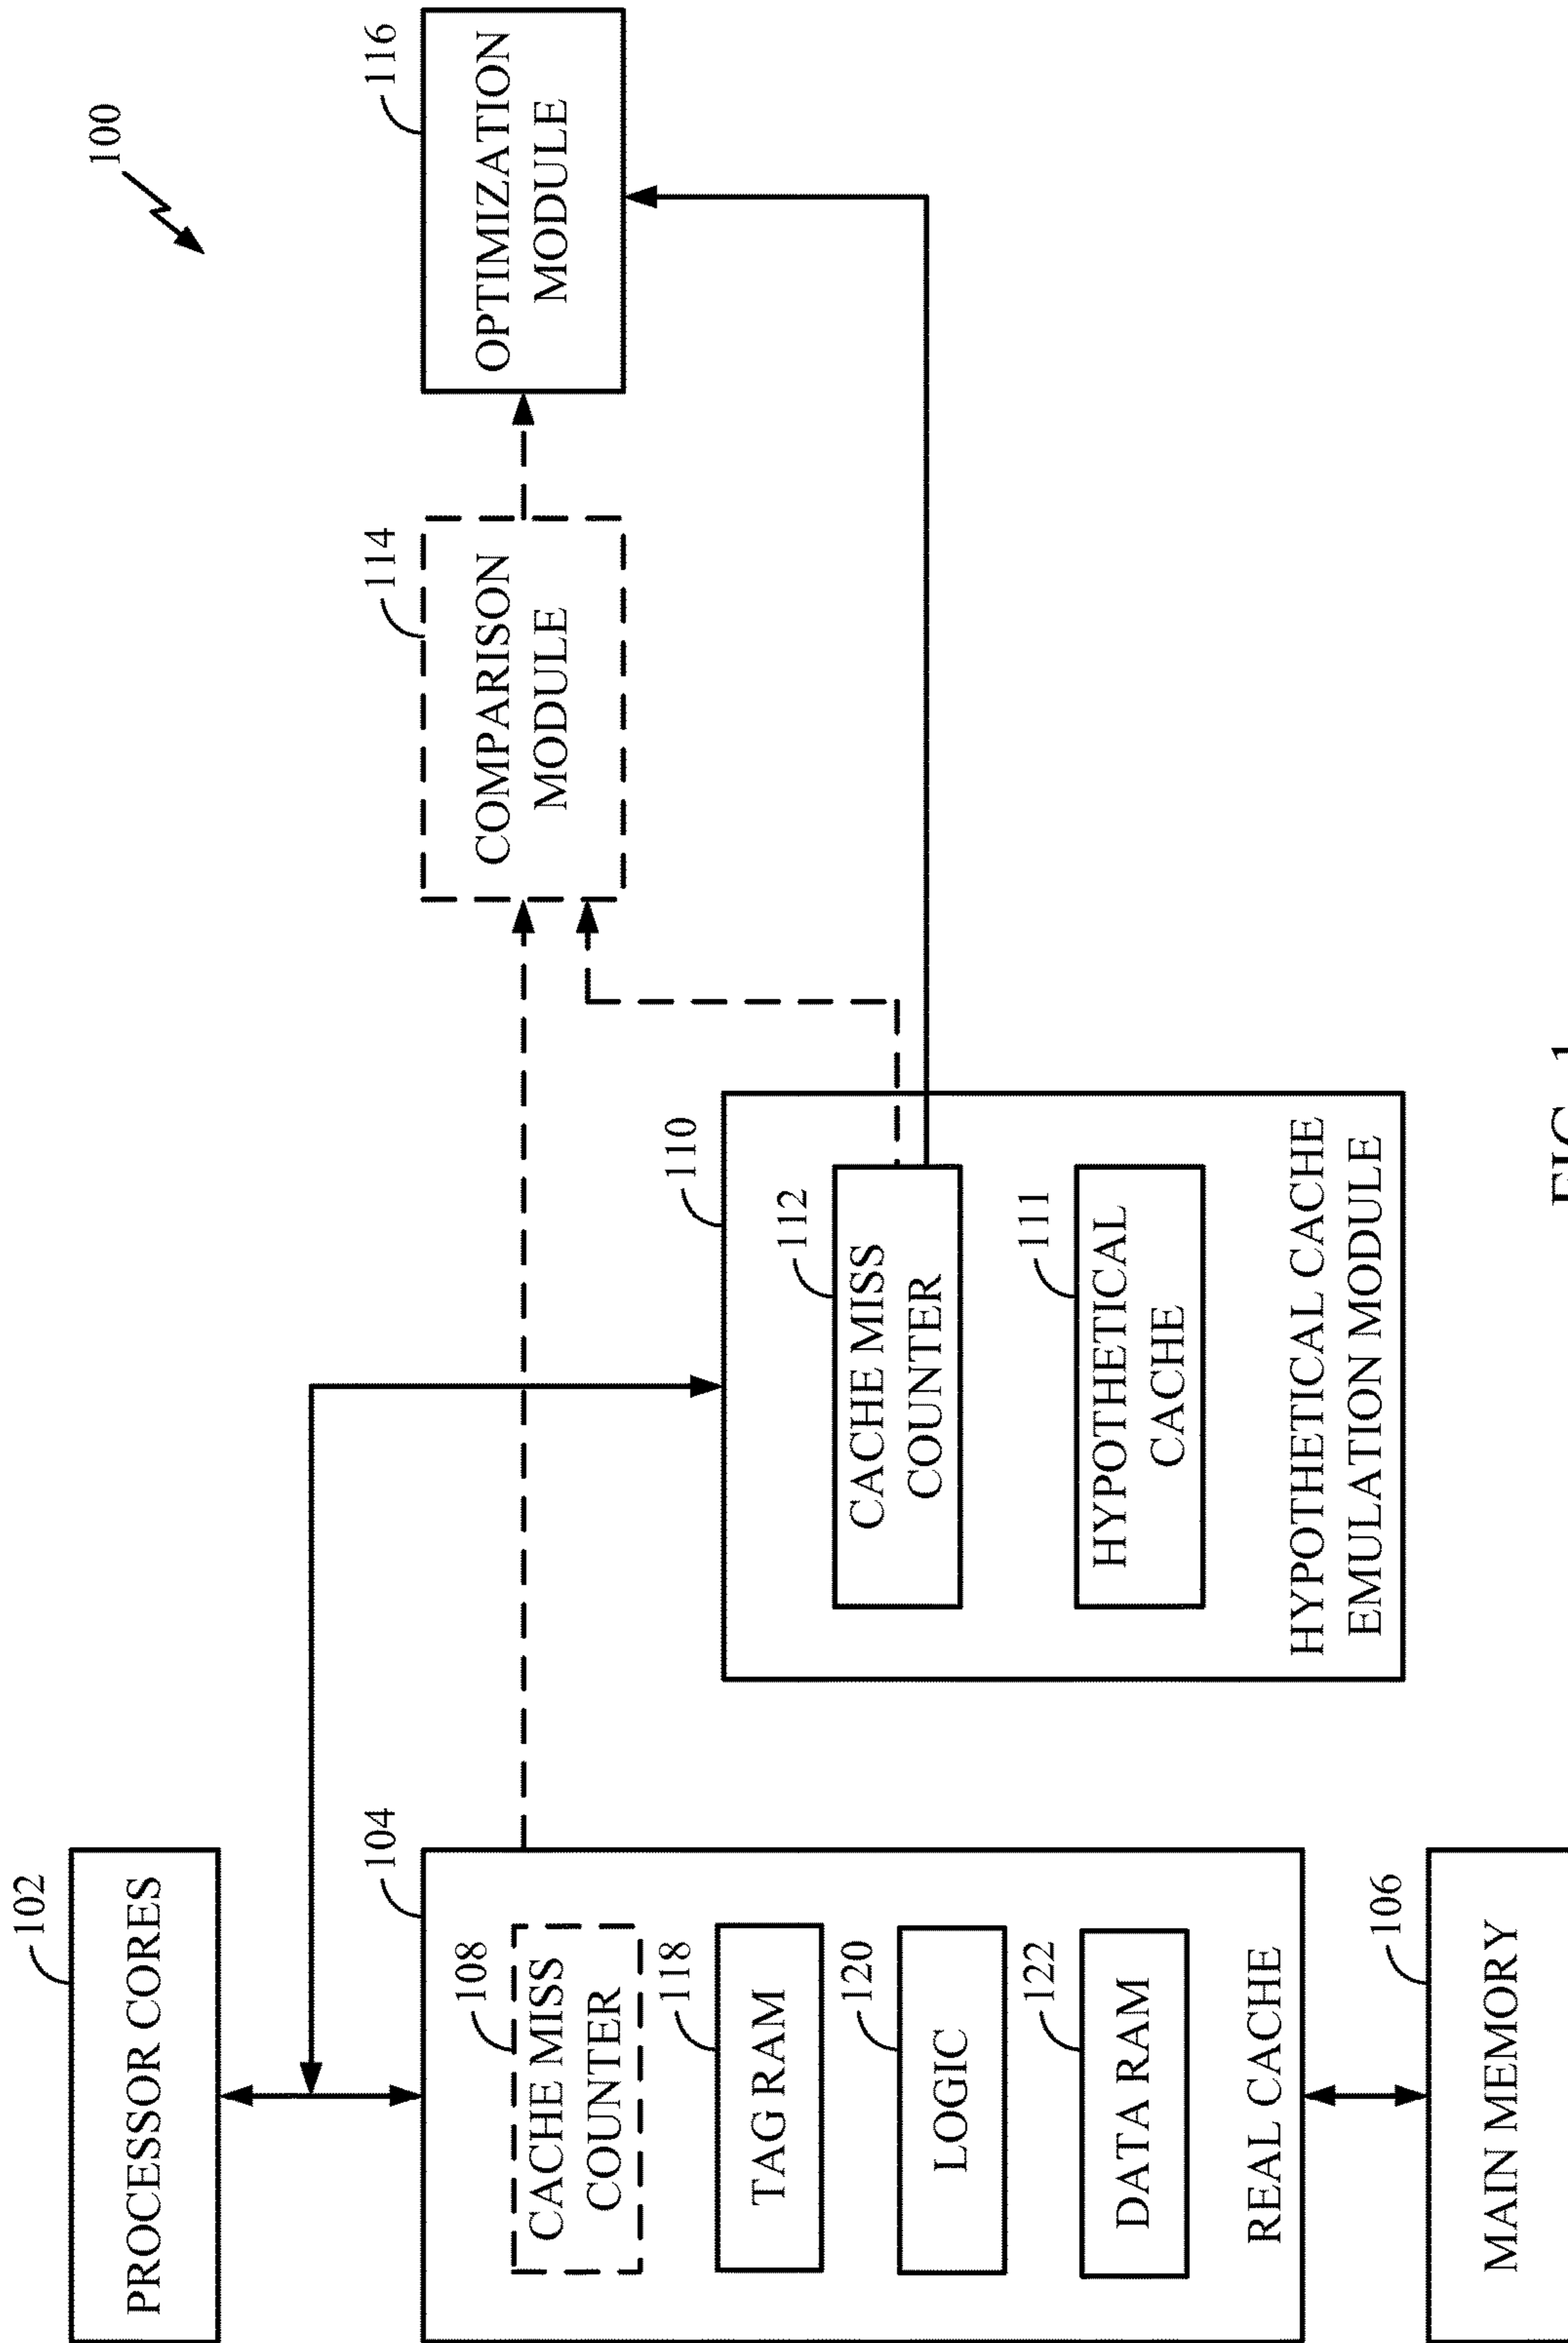 102
PROCESSOR CORES
100
104
REAL CACHE
108
CACHE MISS
COUNTER
118
TAG RAM
120
LOGIC
122
DATA RAM
106
MAIN MEMORY
110
112
CACHE MISS
COUNTER
111
HYPOTHETICAL
CACHE
HYPOTHETICAL CACHE
EMULATION MODULE
114
COMPARISON
MODULE
116
OPTIMIZATION
MODULE
FIG. 1